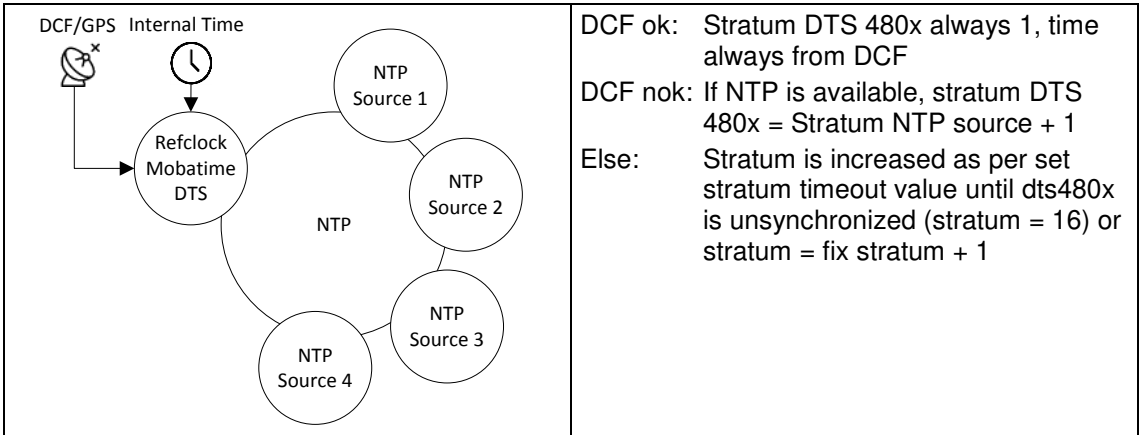 DCF/GPS Internal Time
Refclock
Mobatime
DTS
NTP
Source 1
NTP
Source 2
NTP
NTP
Source 3
NTP
Source 4
DCF ok: Stratum DTS 480x always 1, time
always from DCF
DCF nok: If NTP is available, stratum DTS
480x = Stratum NTP source + 1
Else: Stratum is increased as per set
stratum timeout value until dts480x
is unsynchronized (stratum = 16) or
stratum = fix stratum + 1